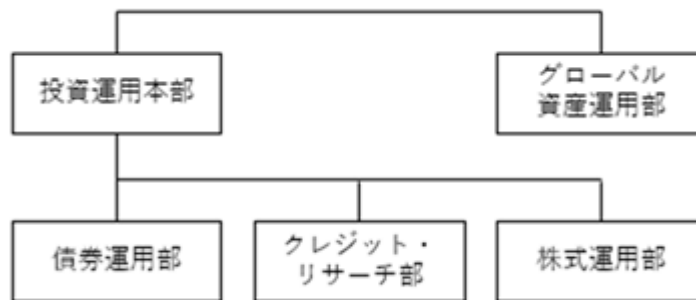 投資運用本部
グローバル
資産運用部
債券運用部
クレジット・
リサーチ部
株式運用部